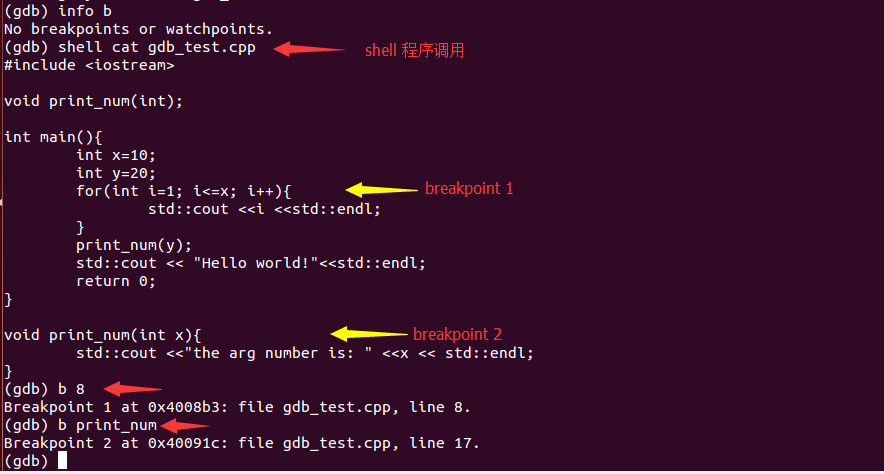 (gdb) info b
No breakpoints or watchpoints.
(gdb) shell cat gdb_test.cpp
shell 程序调用
#include <iostream>
void print_num(int);
int main(){
int x=10;
int y=20;
for(int i=1; i<=x; i++){
breakpoint 1
std::cout <<i <<std::endl;
}
print_num(y);
std::cout << "Hello world!"<<std::endl;
return 0;
}
void print_num(int x){
breakpoint 2
std::cout <<"the arg number is: " <<x << std::endl;
}
(gdb) b 8
Breakpoint 1 at 0x4008b3: file gdb_test.cpp, line 8.
(gdb) b print_num
Breakpoint 2 at 0x40091c: file gdb_test.cpp, line 17.
(gdb)